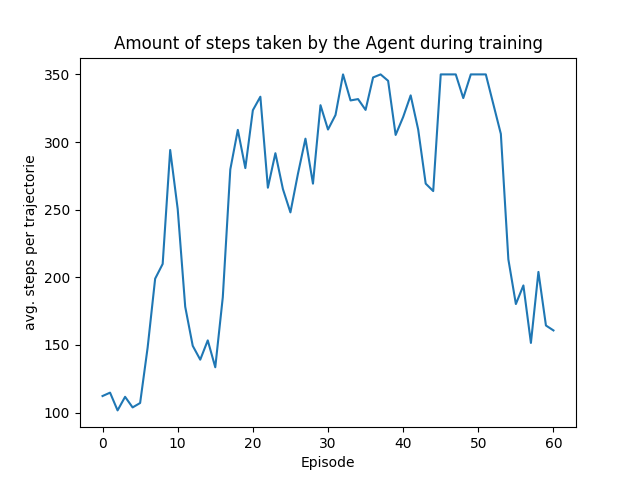 Amount of steps taken by the Agent during training
350
300
250
200
150
100
avg. steps per trajectorie
0 10 20 30 40 50 60
Episode